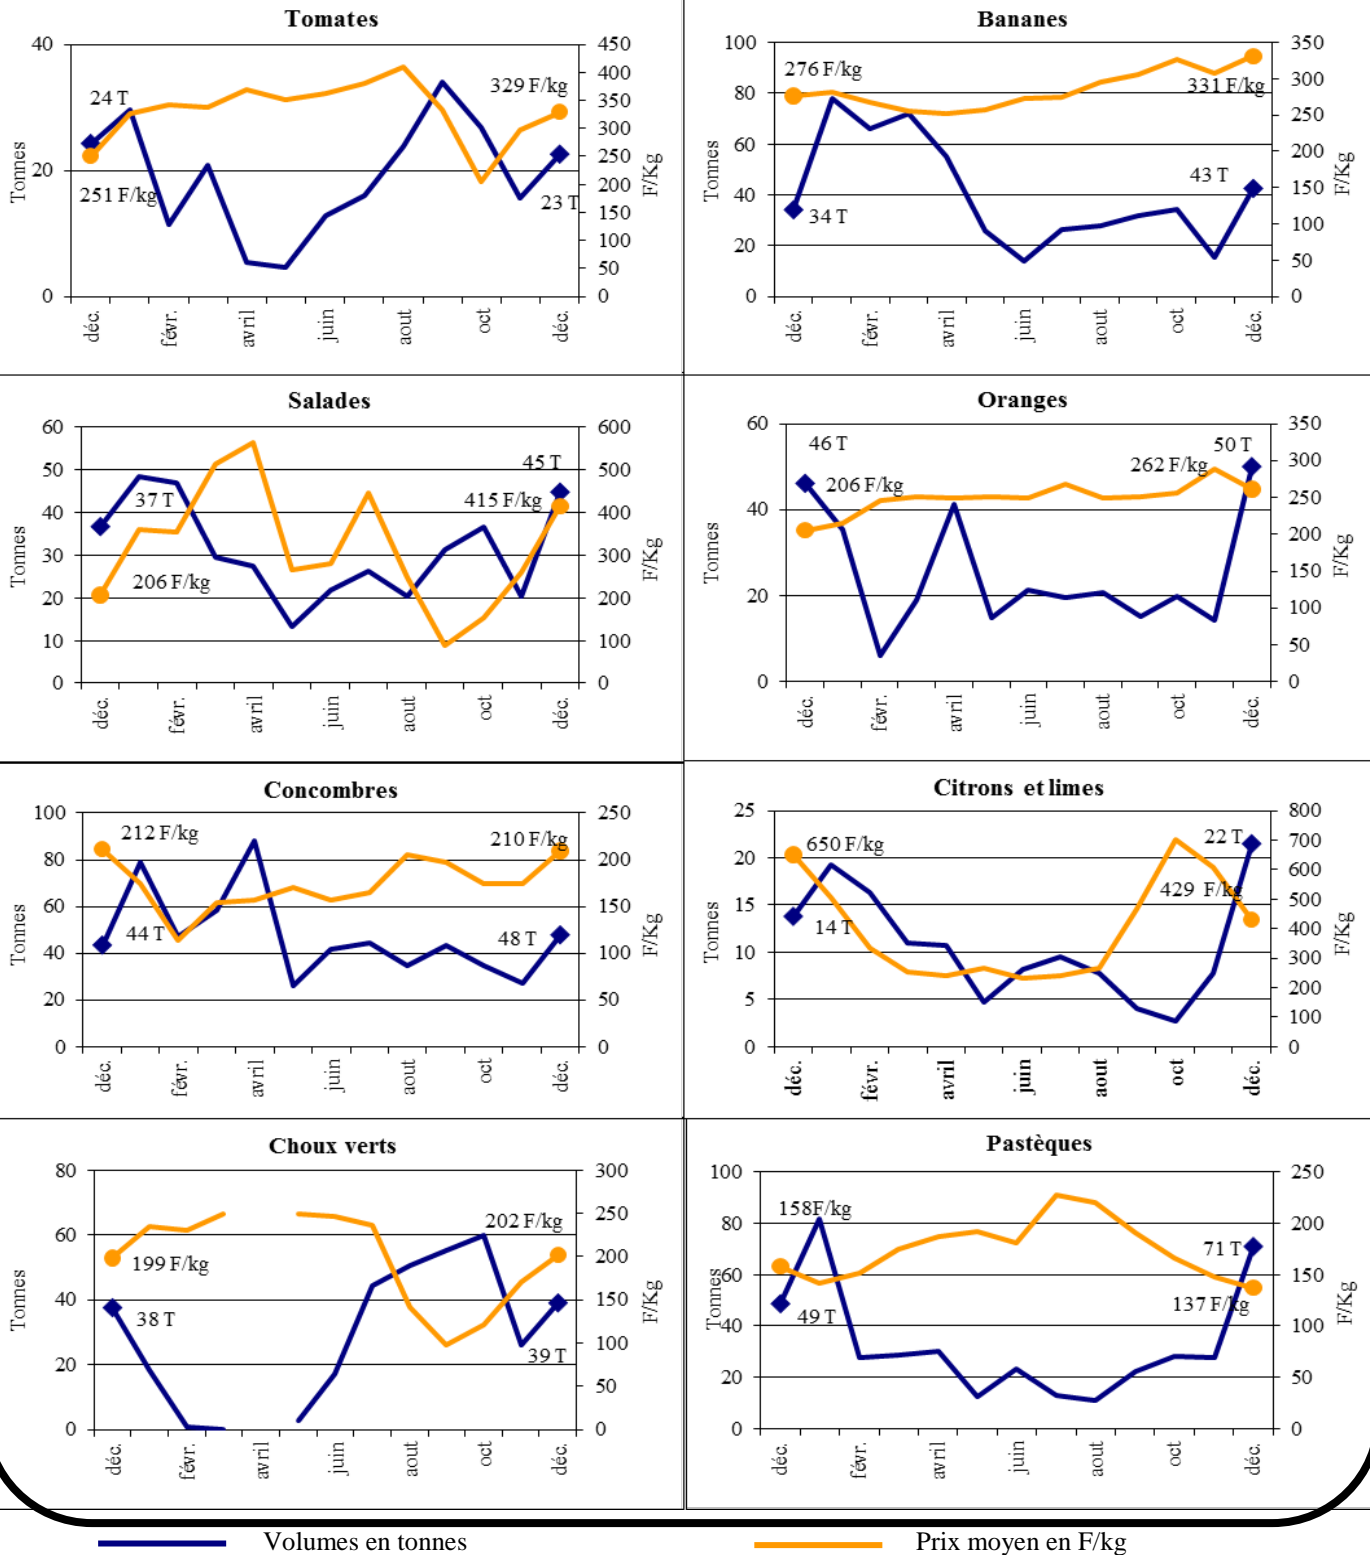 Tomates
40
20
0
Tonnes
450
400
350
300
250
200
150
100
50
0
F/Kg
24 T
251 F/kg
329 F/kg
23 T
déc.
févr.
avril
juin
aout
oct
déc.
Bananes
100
80
60
40
20
0
Tonnes
350
300
250
200
150
100
50
0
F/Kg
276 F/kg
34 T
331 F/kg
43 T
déc.
févr.
avril
juin
aout
oct
déc.
Salades
60
50
40
30
20
10
0
Tonnes
600
500
400
300
200
100
0
F/Kg
37 T
206 F/kg
45 T
415 F/kg
déc.
févr.
avril
juin
aout
oct
déc.
Oranges
60
40
20
0
Tonnes
350
300
250
200
150
100
50
0
F/Kg
46 T
206 F/kg
50 T
262 F/kg
déc.
févr.
avril
juin
aout
oct
déc.
Concombres
100
80
60
40
20
0
Tonnes
250
200
150
100
50
0
F/Kg
212 F/kg
44 T
210 F/kg
48 T
déc.
févr.
avril
juin
aout
oct
déc.
Citrons et limes
25
20
15
10
5
0
Tonnes
800
700
600
500
400
300
200
100
0
F/Kg
650 F/kg
14 T
22 T
429 F/kg
déc.
févr.
avril
juin
aout
oct
déc.
Choux verts
80
60
40
20
0
Tonnes
300
250
200
150
100
50
0
F/Kg
199 F/kg
38 T
202 F/kg
39 T
déc.
févr.
avril
juin
aout
oct
déc.
Pastèques
100
80
60
40
20
0
Tonnes
250
200
150
100
50
0
F/Kg
158F/kg
49 T
71 T
137 F/kg
déc.
févr.
avril
juin
aout
oct
déc.
Volumes en tonnes
Prix moyen en F/kg